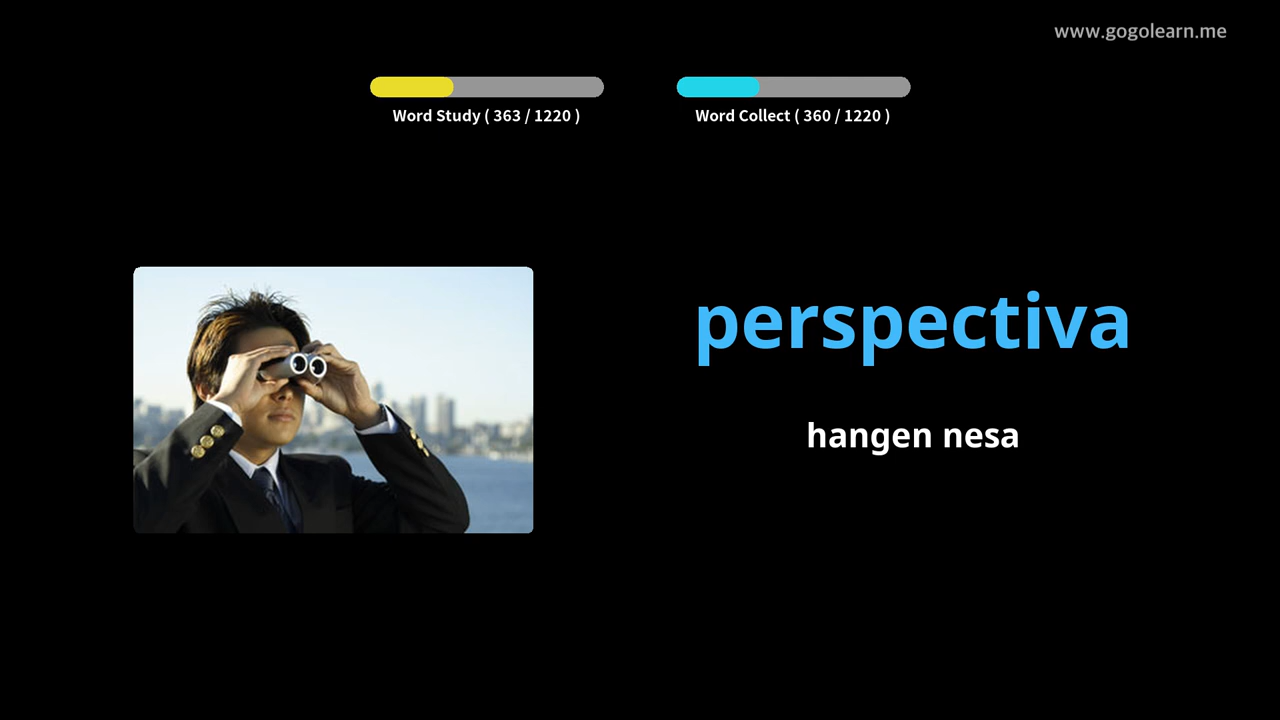 www.gogolearn.me
Word Study ( 363 / 1220 )
Word Collect ( 360 / 1220 )
perspectiva
hangen nesa